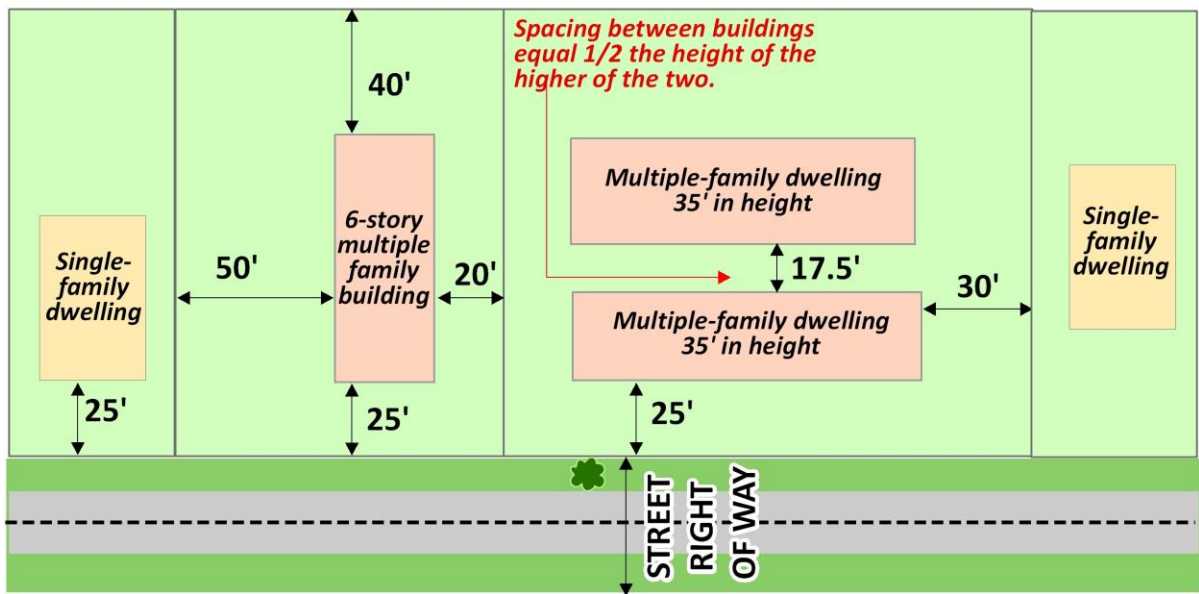 Spacing between buildings
equal 1/2 the height of the
higher of the two.
40'
Single-
family
dwelling
25'
50'
6-story
multiple
family
building
20'
25'
Multiple-family dwelling
35' in height
17.5'
Multiple-family dwelling
35' in height
30'
25'
Single-
family
dwelling
STREET
RIGHT
OF WAY